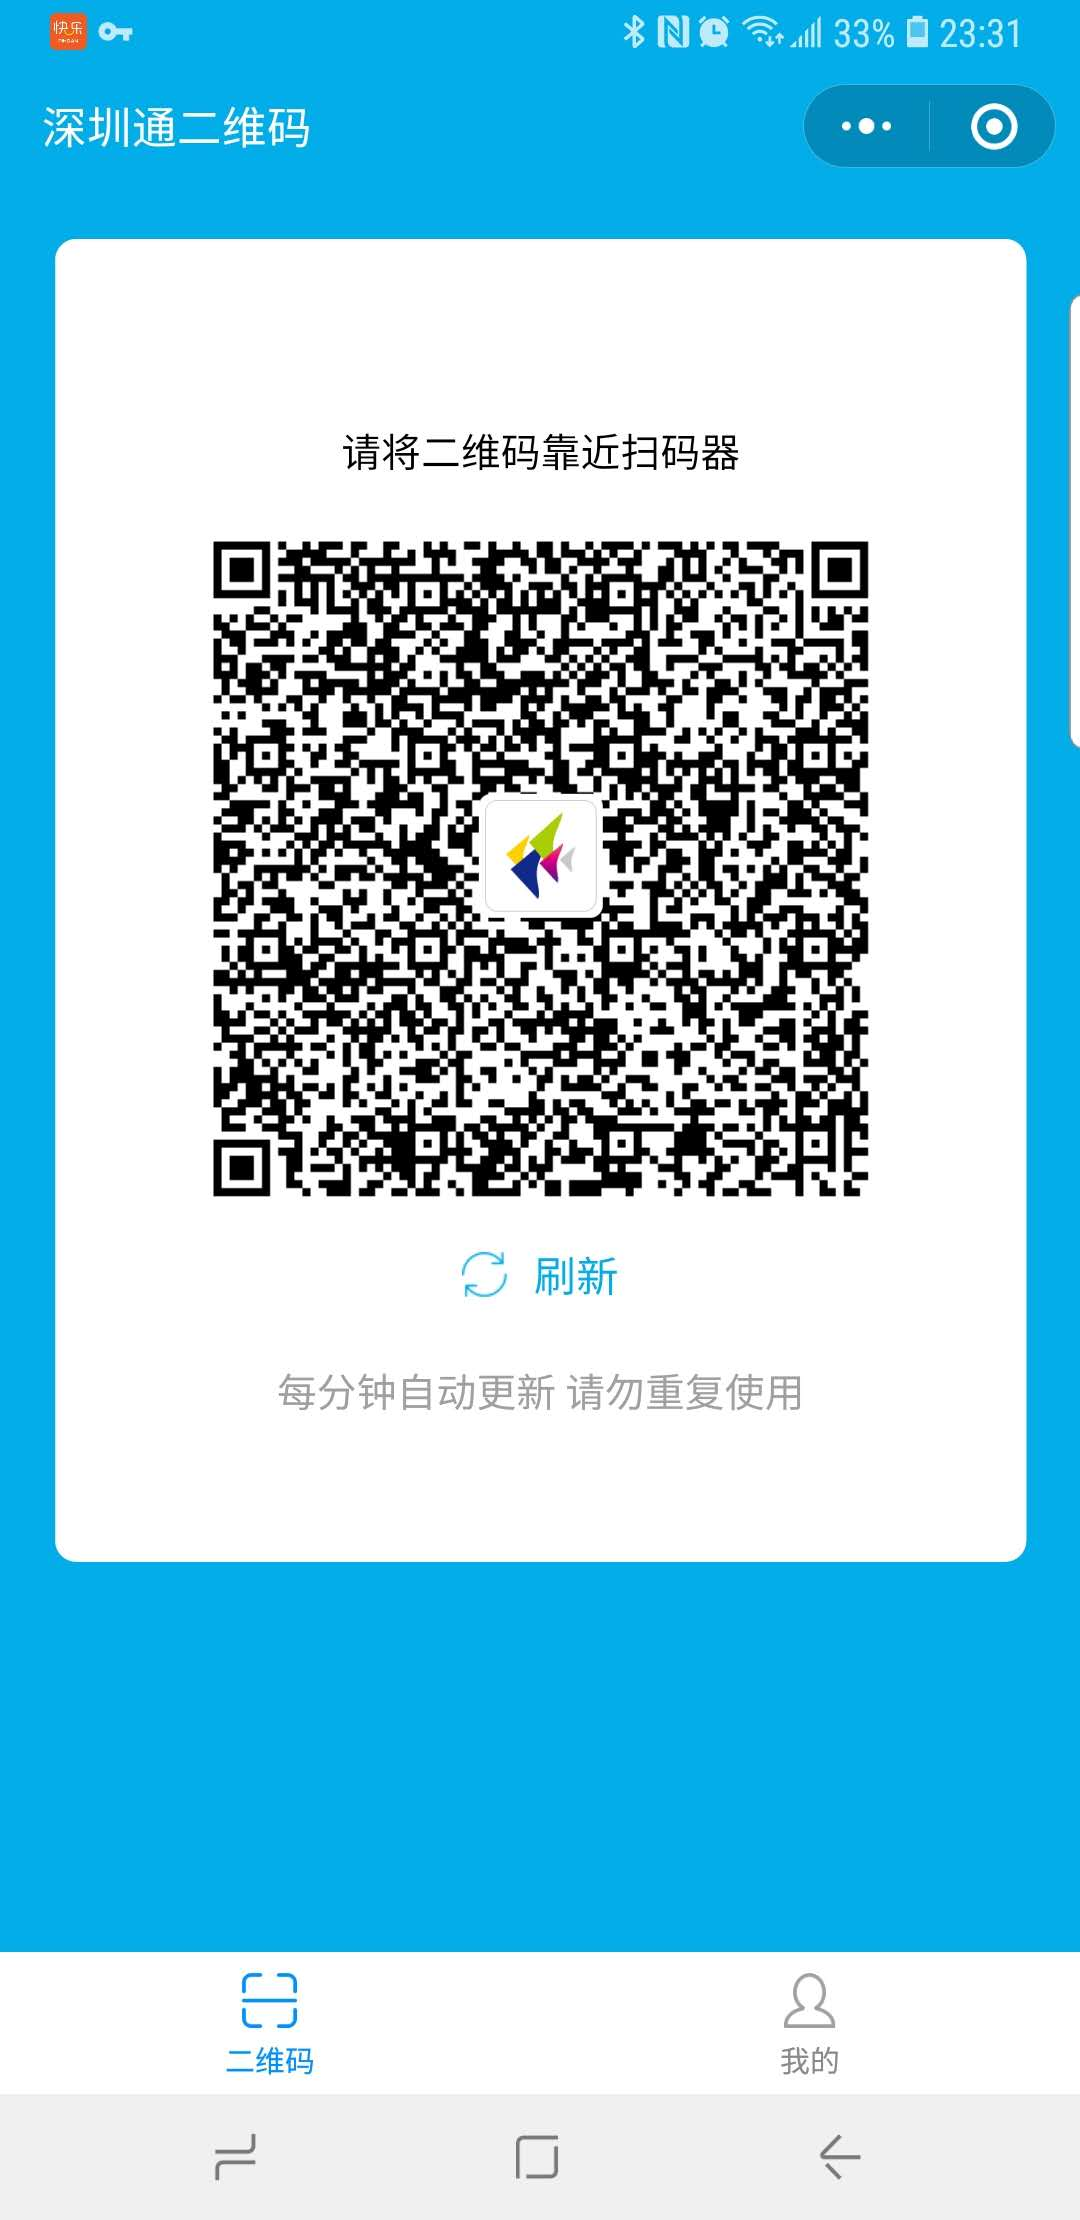 快乐
33% 23:31
深圳通二维码
请将二维码靠近扫码器
刷新
每分钟自动更新 请勿重复使用
二维码
我的